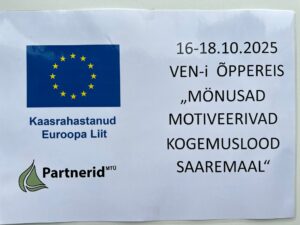 Kaasrahastanud
Euroopa Liit
Partnerid MTÜ
16-18.10.2025
VEN-i ÕPPEREIS
„MÕNUSAD
MOTIVEERIVAD
KOGEMUSLOOD
SAAREMAAL“